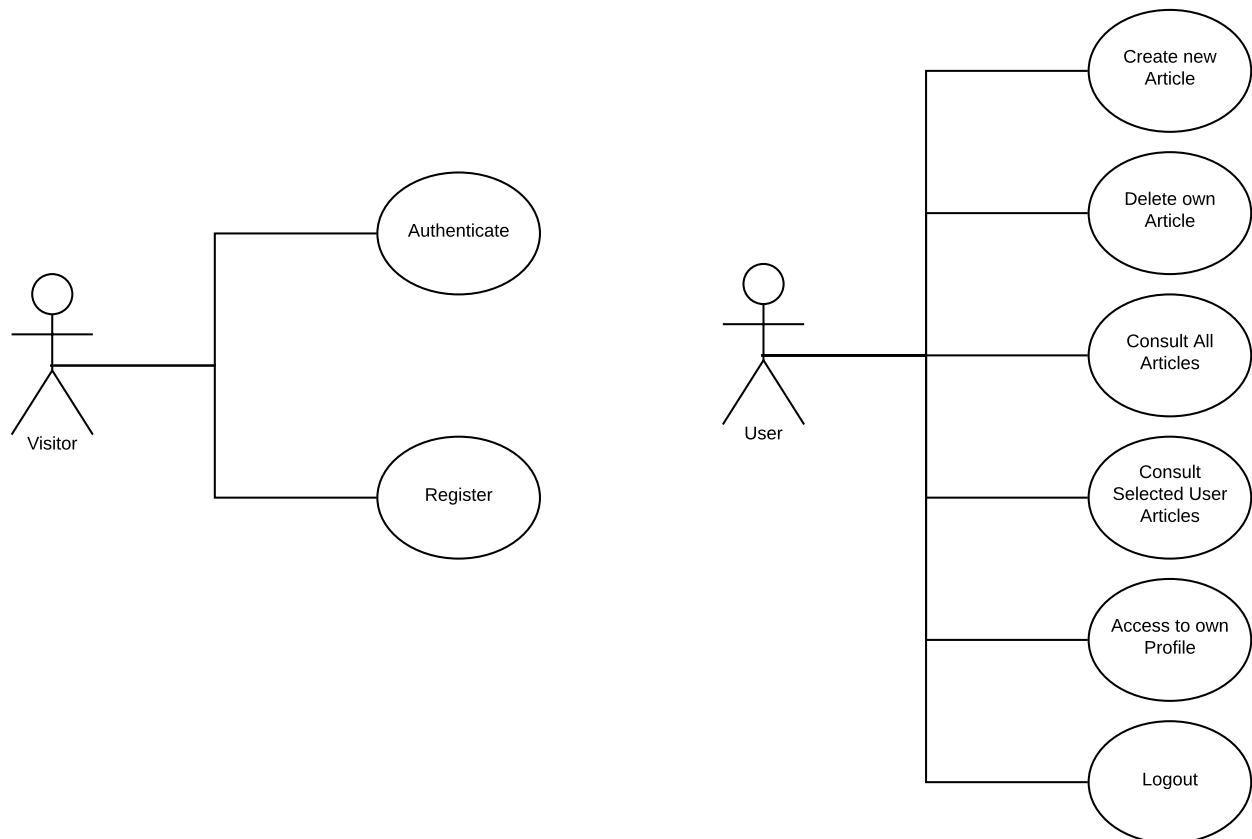 Authenticate
Visitor
Register
Create new
Article
Delete own
Article
Consult All
Articles
User
Consult
Selected User
Articles
Access to own
Profile
Logout